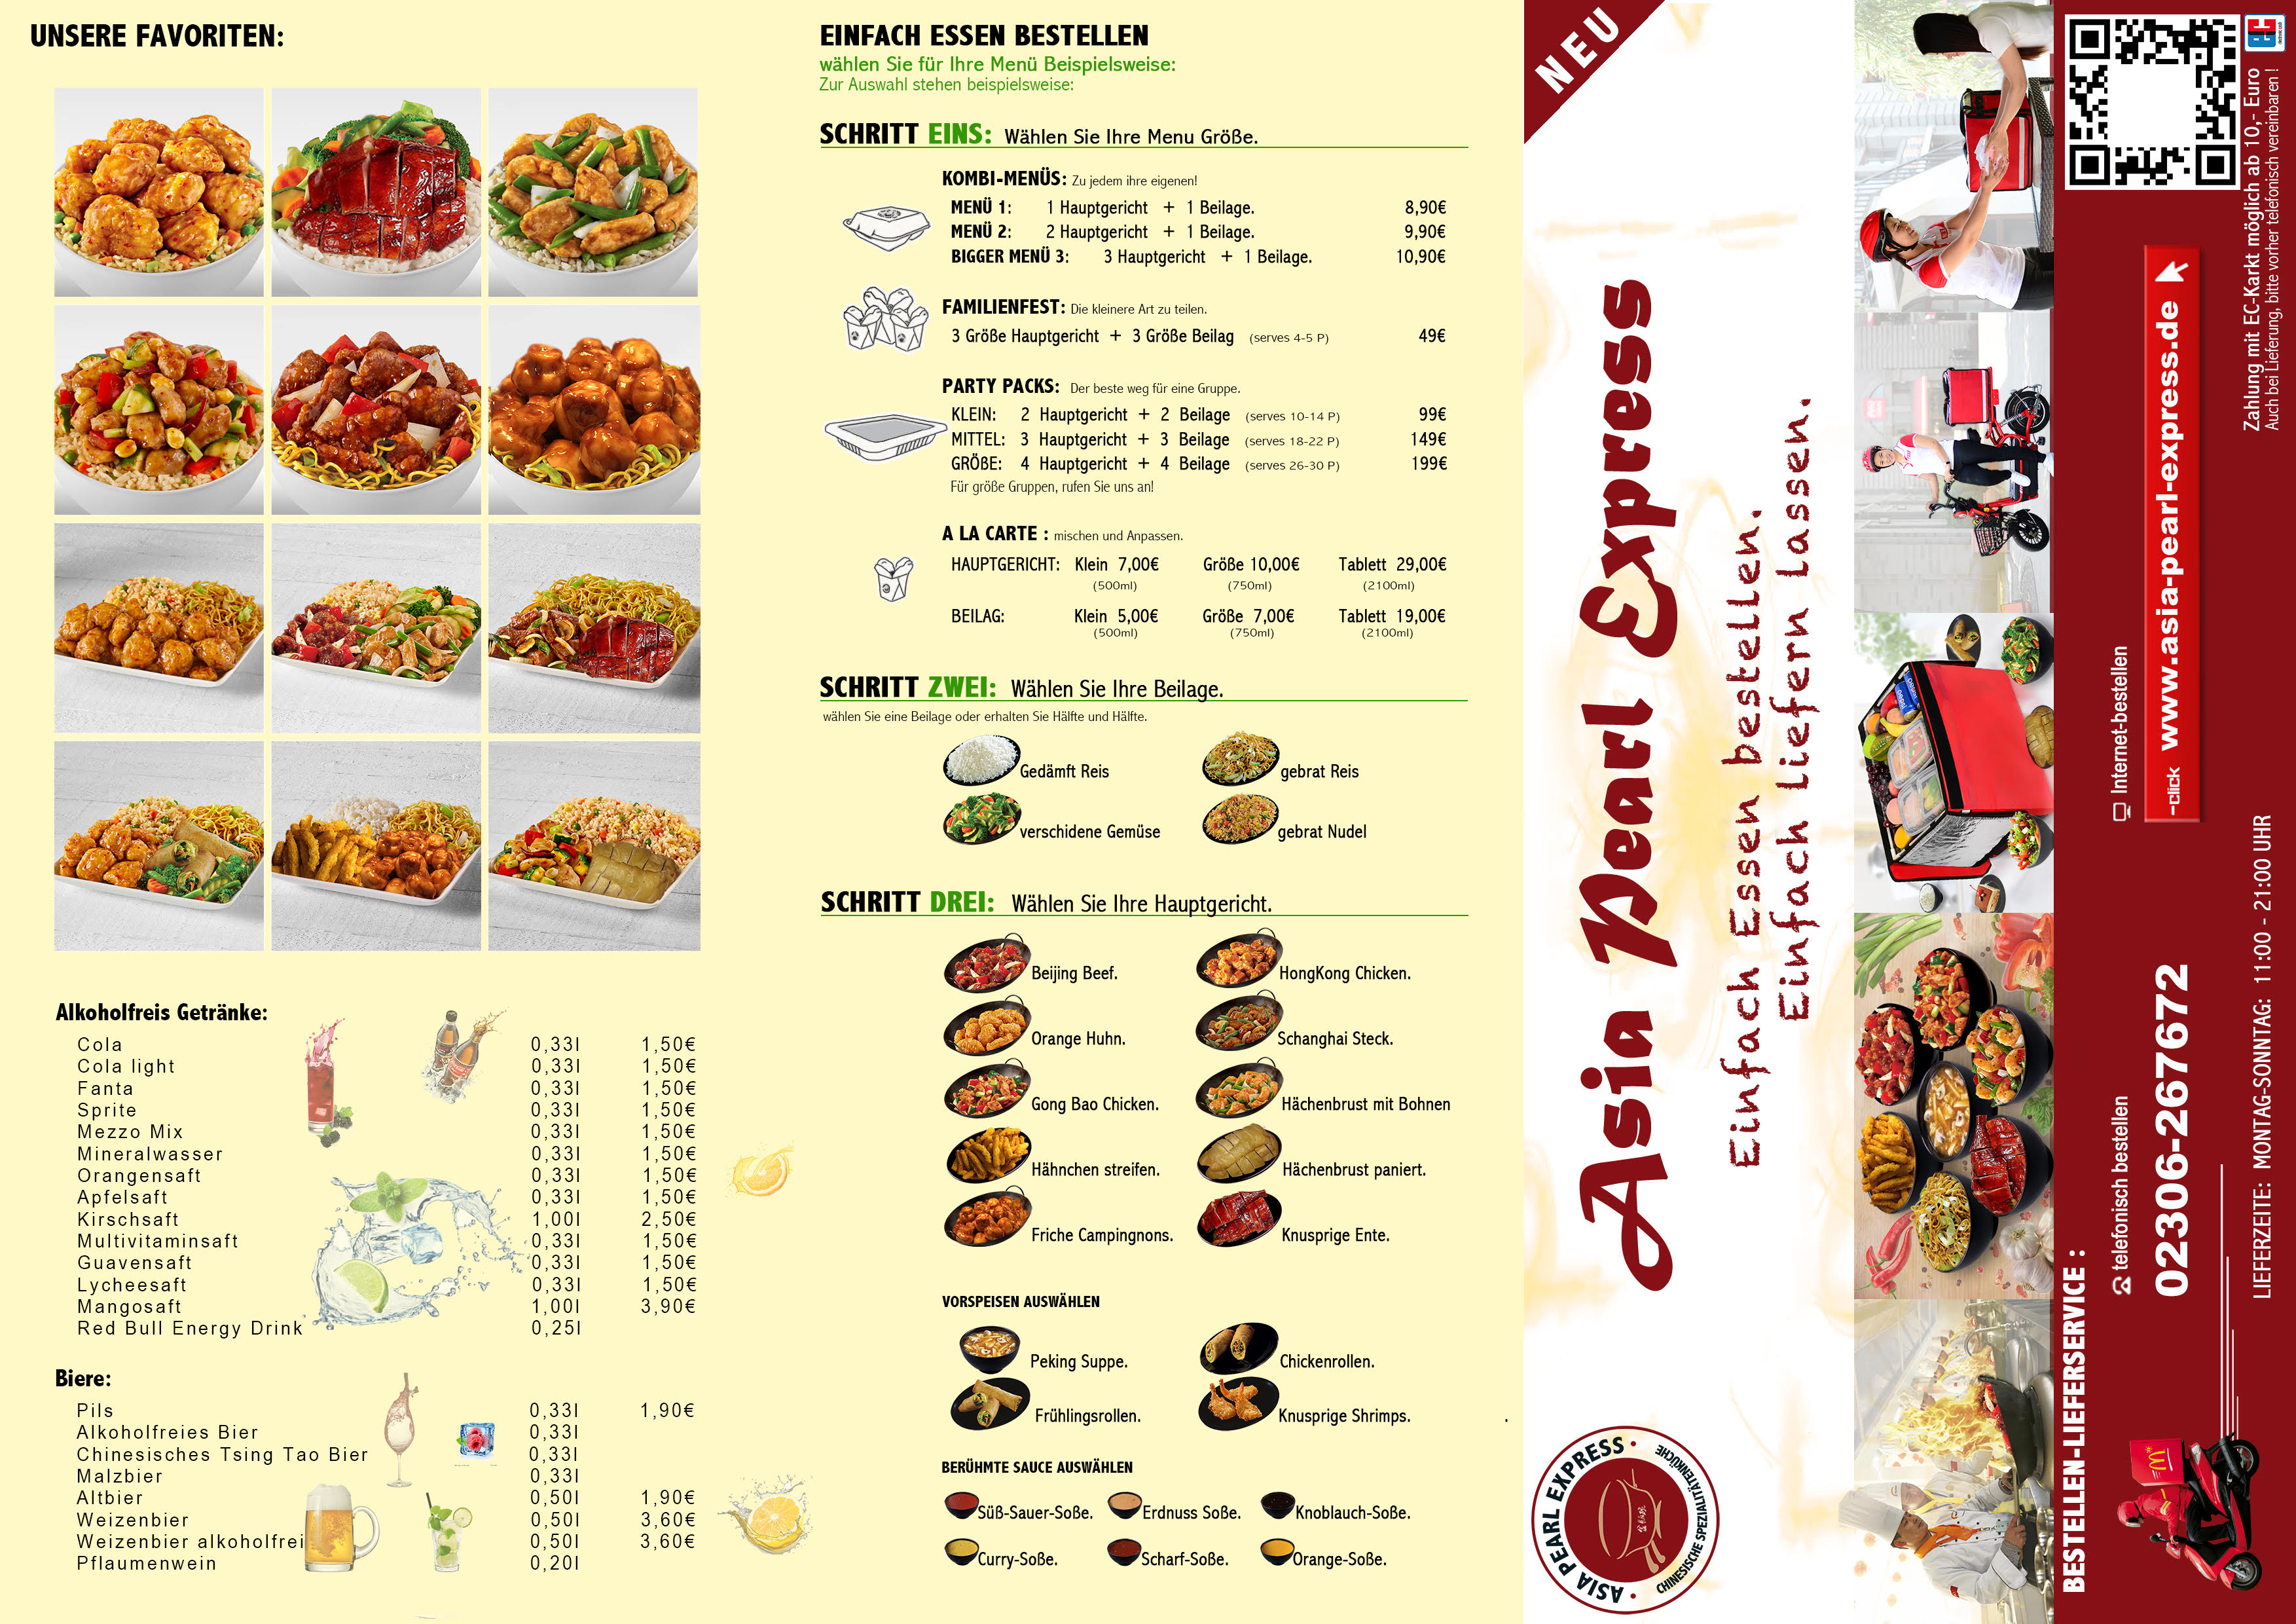 UNSERE FAVORITEN:
Alkoholfreis Getränke:
Cola 0,33l 1,50€
Cola light 0,33l 1,50€
Fanta 0,33l 1,50€
Sprite 0,33l 1,50€
Mezzo Mix 0,33l 1,50€
Mineralwasser 0,33l 1,50€
Orangensaft 0,33l 1,50€
Apfelsaft 0,33l 1,50€
Kirschsaft 1,00l 2,50€
Multivitaminsaft 0,33l 1,50€
Guavensaft 0,33l 1,50€
Lycheesaft 0,33l 1,50€
Mangosaft 1,00l 3,90€
Red Bull Energy Drink 0,25l
Biere:
Pils 0,33l 1,90€
Alkoholfreies Bier 0,33l
Chinesisches Tsing Tao Bier 0,33l
Malzbier 0,33l
Altbier 0,50l 1,90€
Weizenbier 0,50l 3,60€
Weizenbier alkoholfrei 0,50l 3,60€
Pflaumenwein 0,20l
EINFACH ESSEN BESTELLEN
wählen Sie für Ihre Menü Beispielsweise:
Zur Auswahl stehen beispielsweise:
SCHRITT EINS: Wählen Sie Ihre Menu Größe.
KOMBI-MENÜS: Zu jedem ihre eigenen!
MENÜ 1: 1 Hauptgericht + 1 Beilage. 8,90€
MENÜ 2: 2 Hauptgericht + 1 Beilage. 9,90€
BIGGER MENÜ 3: 3 Hauptgericht + 1 Beilage. 10,90€
FAMILIENFEST: Die kleinere Art zu teilen.
3 Größe Hauptgericht + 3 Größe Beilag (serves 4-5 P) 49€
PARTY PACKS: Der beste weg für eine Gruppe.
KLEIN: 2 Hauptgericht + 2 Beilage (serves 10-14 P) 99€
MITTEL: 3 Hauptgericht + 3 Beilage (serves 18-22 P) 149€
GRÖßE: 4 Hauptgericht + 4 Beilage (serves 26-30 P) 199€
Für größe Gruppen, rufen Sie uns an!
A LA CARTE : mischen und Anpassen.
HAUPTGERICHT: Klein 7,00€ Größe 10,00€ Tablett 29,00€
(500ml) (750ml) (2100ml)
BEILAG: Klein 5,00€ Größe 7,00€ Tablett 19,00€
(500ml) (750ml) (2100ml)
SCHRITT ZWEI: Wählen Sie Ihre Beilage.
wählen Sie eine Beilage oder erhalten Sie Hälfte und Hälfte.
Gedämft Reis gebrat Reis
verschidene Gemüse gebrat Nudel
SCHRITT DREI: Wählen Sie Ihre Hauptgericht.
Beijing Beef. HongKong Chicken.
Orange Huhn. Schanghai Steck.
Gong Bao Chicken. Hächenbrust mit Bohnen
Hähnchen streifen. Hächenbrust paniert.
Friche Campingnons. Knusprige Ente.
VORSPEISEN AUSWÄHLEN
Peking Suppe. Chickenrollen.
Frühlingsrollen. Knusprige Shrimps.
BERÜHMTE SAUCE AUSWÄHLEN
Süß-Sauer-Soße. Erdnuss Soße. Knoblauch-Soße.
Curry-Soße. Scharf-Soße. Orange-Soße.
NEU
Asia Pearl Express
Einfach Essen bestellen.
Einfach Liefern Lassen.
ASIA PEARL EXPRESS
CHINESISCHE SPEZIALITÄTENKÜCHE
BESTELLEN-LIEFERSERVICE :
telefonisch bestellen
02306-2677672
Internet-bestellen
-click www.asia-pearl-express.de
LIEFERZEITE: MONTAG-SONNTAG: 11:00 - 21:00 UHR
Zahlung mit EC-Karkt möglich ab 10,- Euro
Auch bei Lieferung, bitte vorher telefonisch vereinbaren !